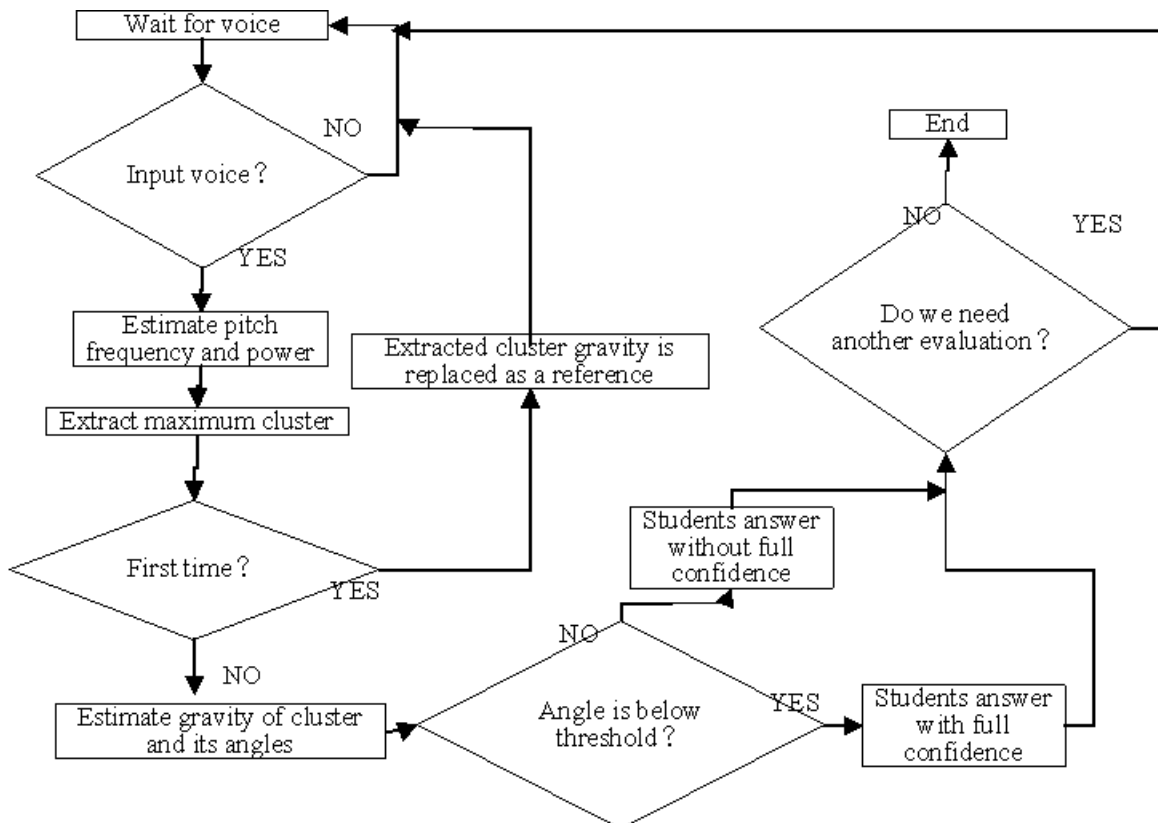 Wait for voice
NO
Input voice?
YES
Estimate pitch
frequency and power
Extract maximum cluster
First time?
YES
NO
Estimate gravity of cluster
and its angles
Extracted cluster gravity is
replaced as a reference
Angle is below
threshold?
NO
YES
Students answer
without full
confidence
Students answer
with full
confidence
Do we need
another evaluation?
NO
YES
End